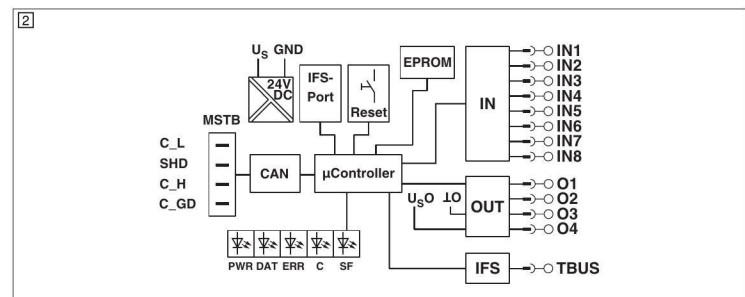 2
US GND
24V
DC
IFS-
Port
Reset
EPROM
IN
IN1
IN2
IN3
IN4
IN5
IN6
IN7
IN8
MSTB
C_L
SHD
C_H
C_GD
CAN
µController
USO
⊥O
OUT
O1
O2
O3
O4
PWR DAT ERR C SF
IFS
TBUS